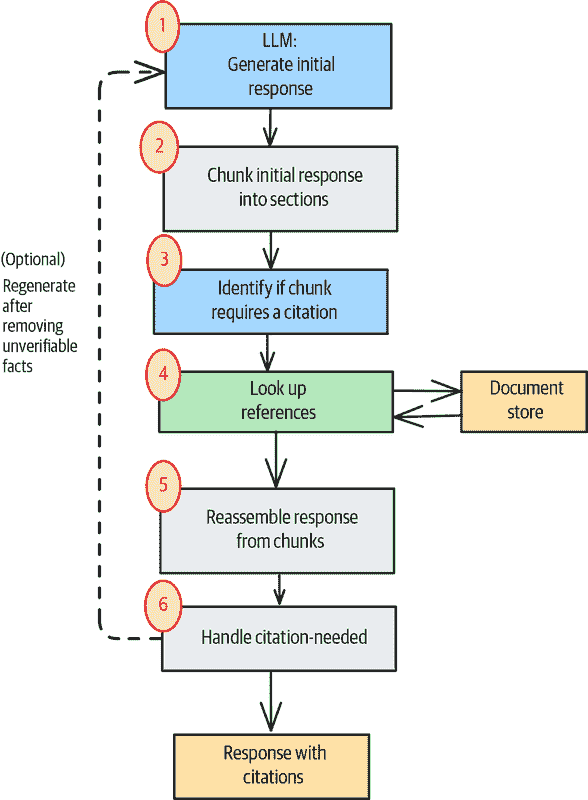 1
LLM:
Generate initial
response
2
Chunk initial response
into sections
3
Identify if chunk
requires a citation
(Optional)
Regenerate
after
removing
unverifiable
facts
4
Look up
references
Document
store
5
Reassemble response
from chunks
6
Handle citation-needed
Response with
citations